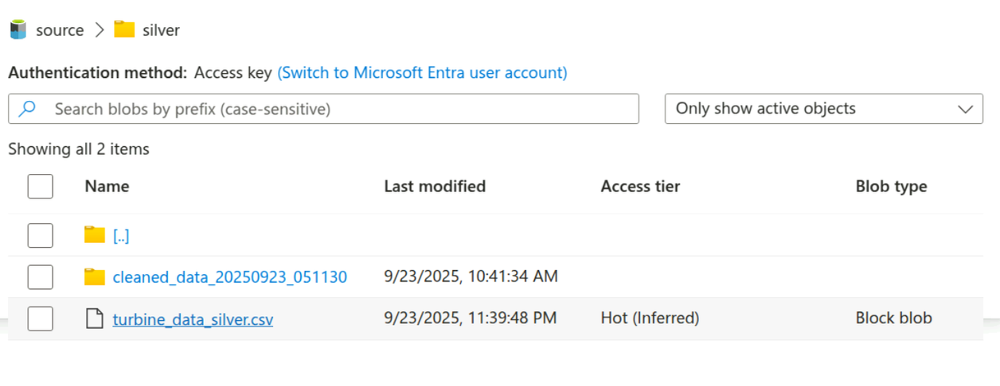 source > silver
Authentication method: Access key (Switch to Microsoft Entra user account)
Search blobs by prefix (case-sensitive) Only show active objects
Showing all 2 items
Name Last modified Access tier Blob type
[..]
cleaned_data_20250923_051130 9/23/2025, 10:41:34 AM
turbine_data_silver.csv 9/23/2025, 11:39:48 PM Hot (Inferred) Block blob